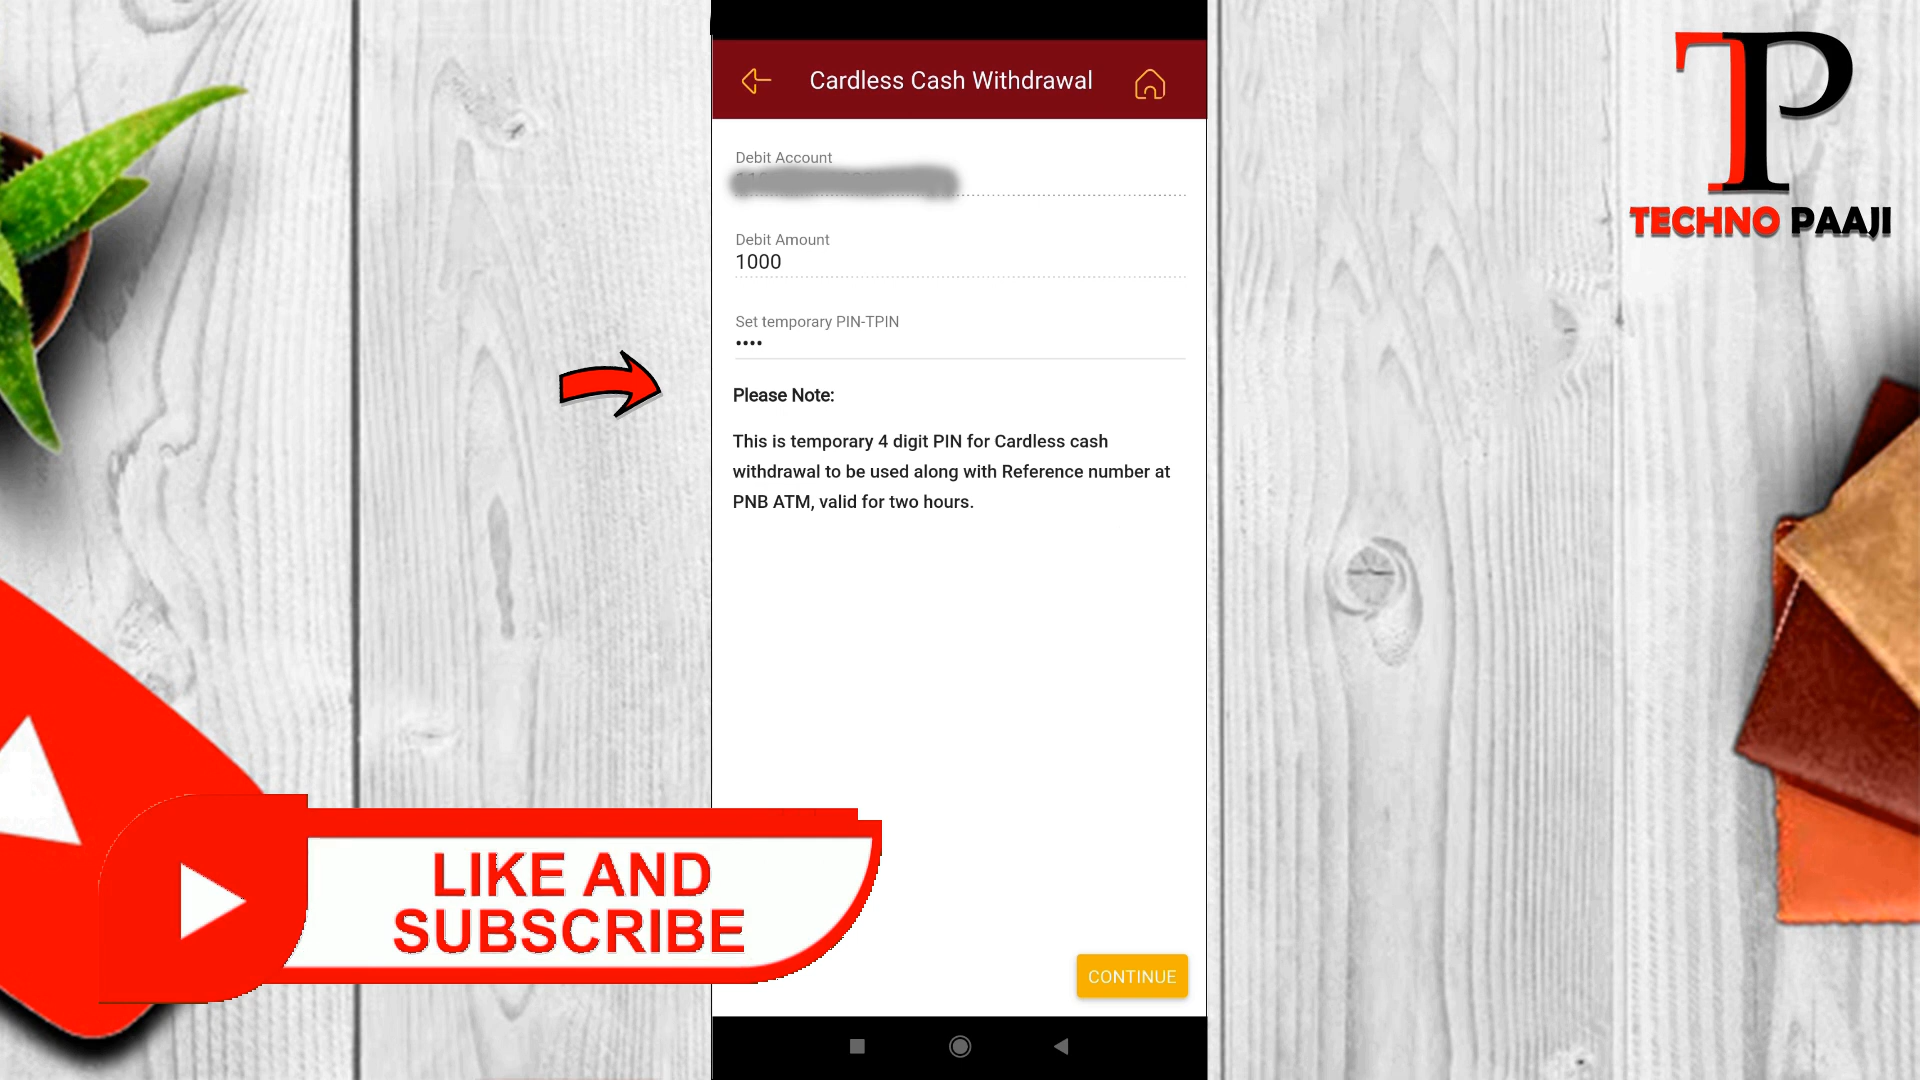 Cardless Cash Withdrawal
TP
TECHNO PAAJI
Debit Account
Debit Amount
1000
Set temporary PIN-TPIN
••••
Please Note:
This is temporary 4 digit PIN for Cardless cash
withdrawal to be used along with Reference number at
PNB ATM, valid for two hours.
LIKE AND
SUBSCRIBE
CONTINUE